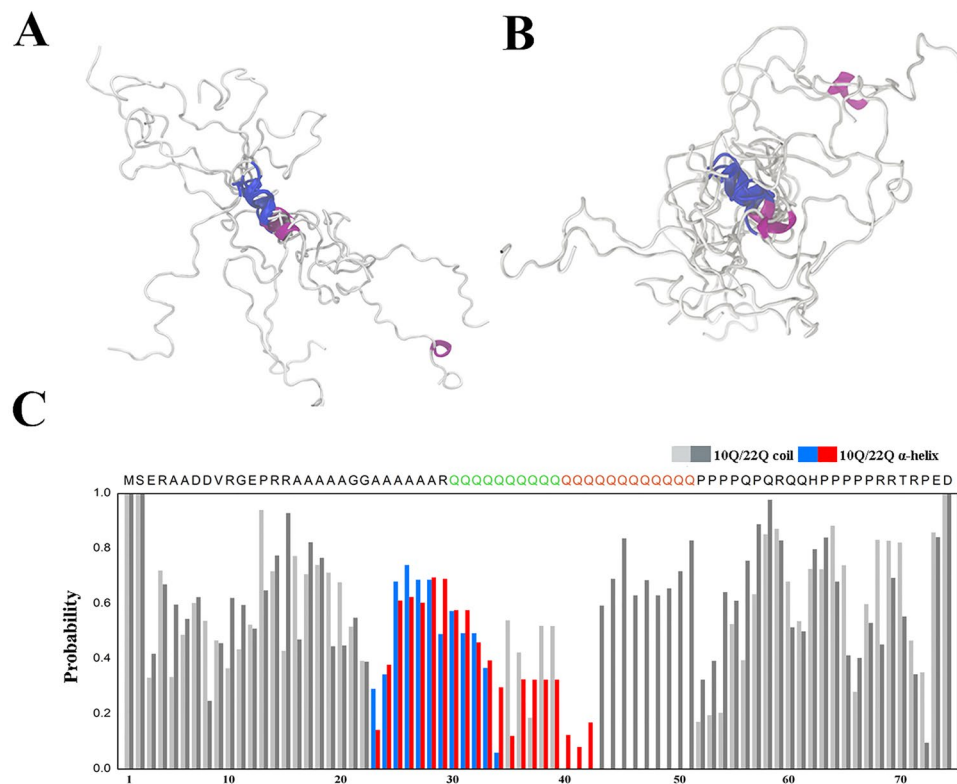 A
B
C
10Q/22Q coil 10Q/22Q α-helix
MSERAADDVRGEPRRAAAAAGGAAAAAARQQQQQQQQQQQQQQQQQQQQQQPPPPPQPQRQQHPPPPPRRTRPED
1.0
0.8
0.6
0.4
0.2
0.0
Probability
1 10 20 30 40 50 60 70